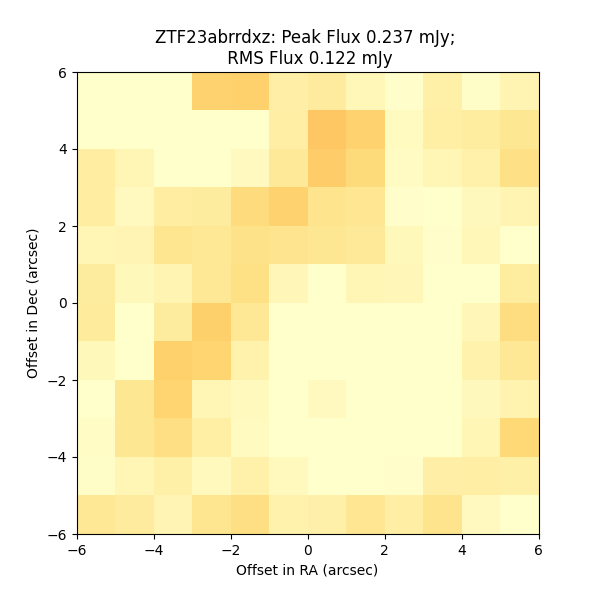 ZTF23abrrdxz: Peak Flux 0.237 mJy;
RMS Flux 0.122 mJy
6
4
2
0
−2
−4
−6
Offset in Dec (arcsec)
−6 −4 −2 0 2 4 6
Offset in RA (arcsec)